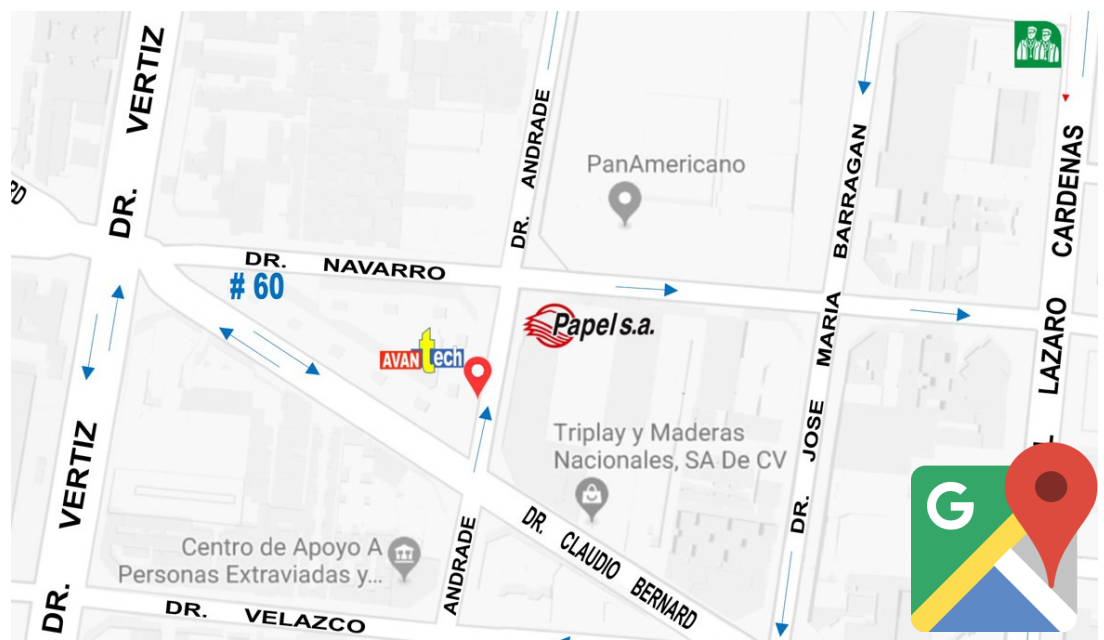 DR. VERTIZ
RD
DR. NAVARRO
# 60
DR. ANDRADE
PanAmericano
DR. JOSE MARIA BARRAGAN
LAZARO CARDENAS
Papel s.a.
AVANtech
Triplay y Maderas
Nacionales, SA De CV
DR. VERTIZ
Centro de Apoyo A
Personas Extraviadas y...
ANDRADE
DR. CLAUDIO BERNARD
DR. VELAZCO
G